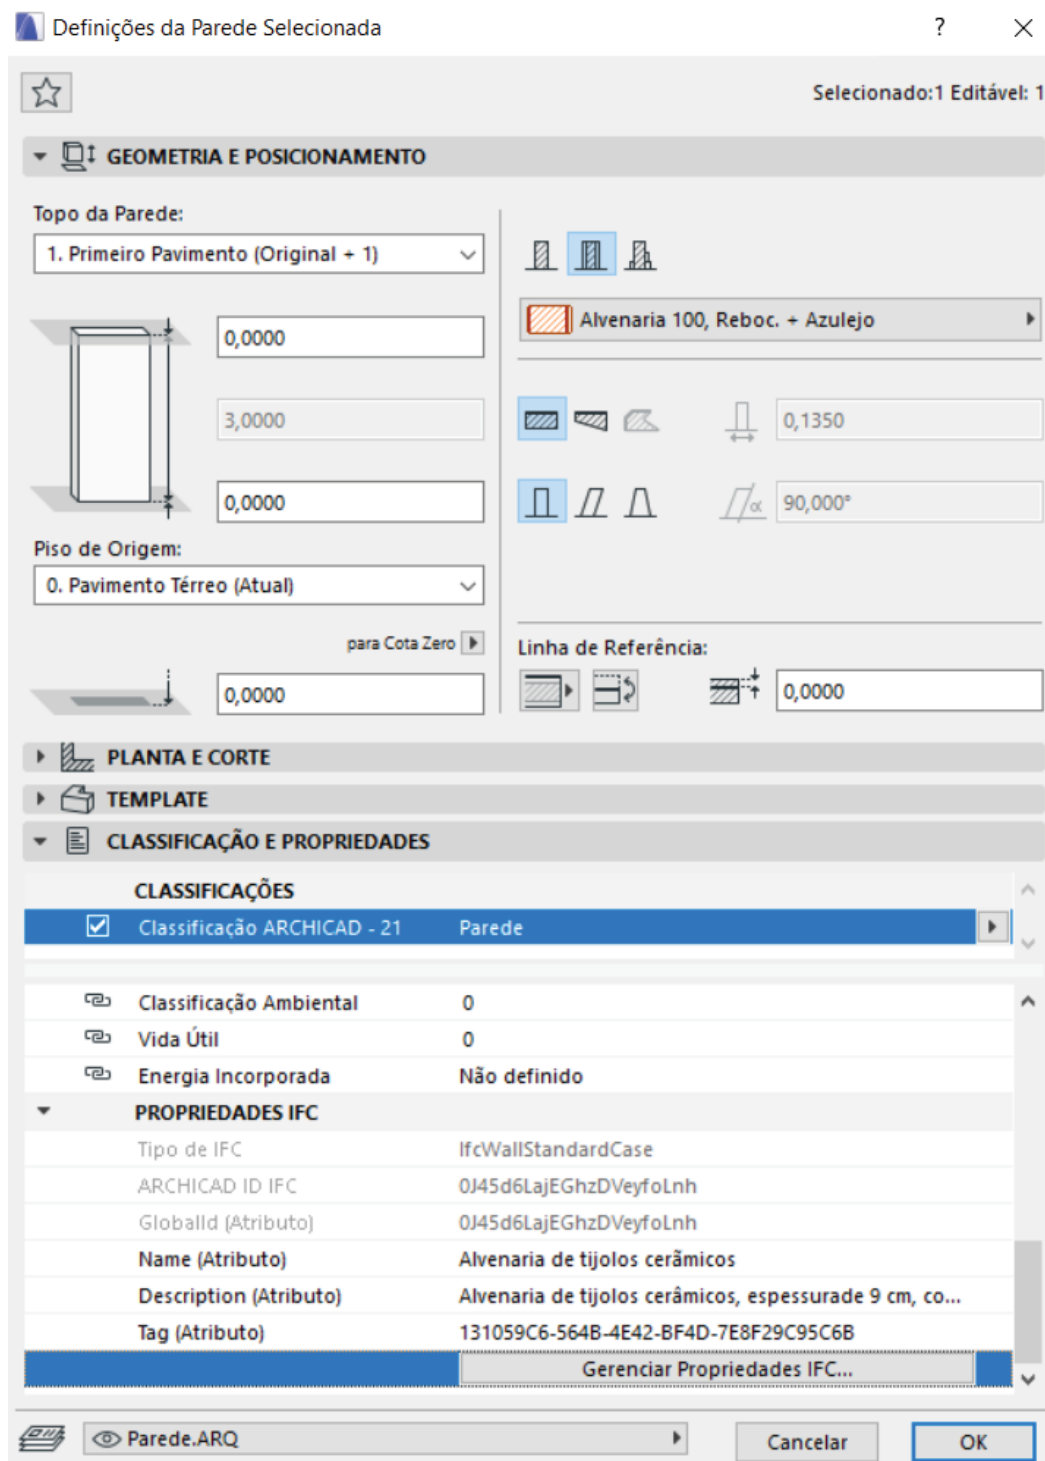 Definições da Parede Selecionada
?
Selecionado:1 Editável: 1
GEOMETRIA E POSICIONAMENTO
Topo da Parede:
1. Primeiro Pavimento (Original + 1)
0,0000
3,0000
0,0000
Piso de Origem:
0. Pavimento Térreo (Atual)
para Cota Zero
0,0000
Alvenaria 100, Reboc. + Azulejo
0,1350
α
90,000°
Linha de Referência:
0,0000
PLANTA E CORTE
TEMPLATE
CLASSIFICAÇÃO E PROPRIEDADES
CLASSIFICAÇÕES
Classificação ARCHICAD - 21 Parede
Classificação Ambiental 0
Vida Útil 0
Energia Incorporada Não definido
PROPRIEDADES IFC
Tipo de IFC IfcWallStandardCase
ARCHICAD ID IFC 0J45d6LajEGhzDVeyfoLnh
GlobalId (Atributo) 0J45d6LajEGhzDVeyfoLnh
Name (Atributo) Alvenaria de tijolos cerãmicos
Description (Atributo) Alvenaria de tijolos cerâmicos, espessurade 9 cm, co...
Tag (Atributo) 131059C6-564B-4E42-BF4D-7E8F29C95C6B
Gerenciar Propriedades IFC...
Parede.ARQ
Cancelar
OK